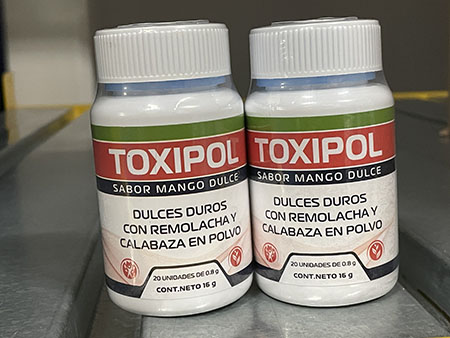 TOXIPOL
SABOR MANGO DULCE
DULCES DUROS
CON REMOLACHA Y
CALABAZA EN POLVO
20 UNIDADES DE 0.8 g
CONT.NETO 16 g
TOXIPOL
SABOR MANGO DULCE
DULCES DUROS
CON REMOLACHA Y
CALABAZA EN POLVO
20 UNIDADES DE 0.8 g
CONT.NETO 16 g